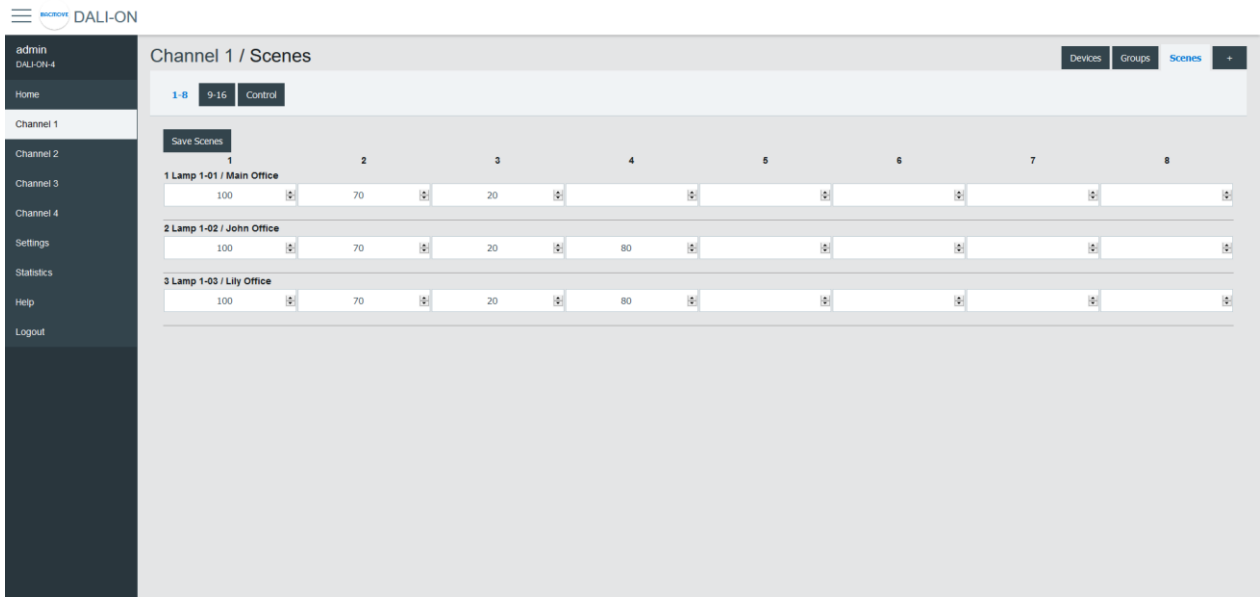 BACMOVE DALI-ON
admin
DALI-ON-4
Home
Channel 1
Channel 2
Channel 3
Channel 4
Settings
Statistics
Help
Logout
Channel 1 / Scenes
Devices Groups Scenes +
1-8 9-16 Control
Save Scenes
1 2 3 4 5 6 7 8
1 Lamp 1-01 / Main Office
100 70 20
2 Lamp 1-02 / John Office
100 70 20 80
3 Lamp 1-03 / Lily Office
100 70 20 80